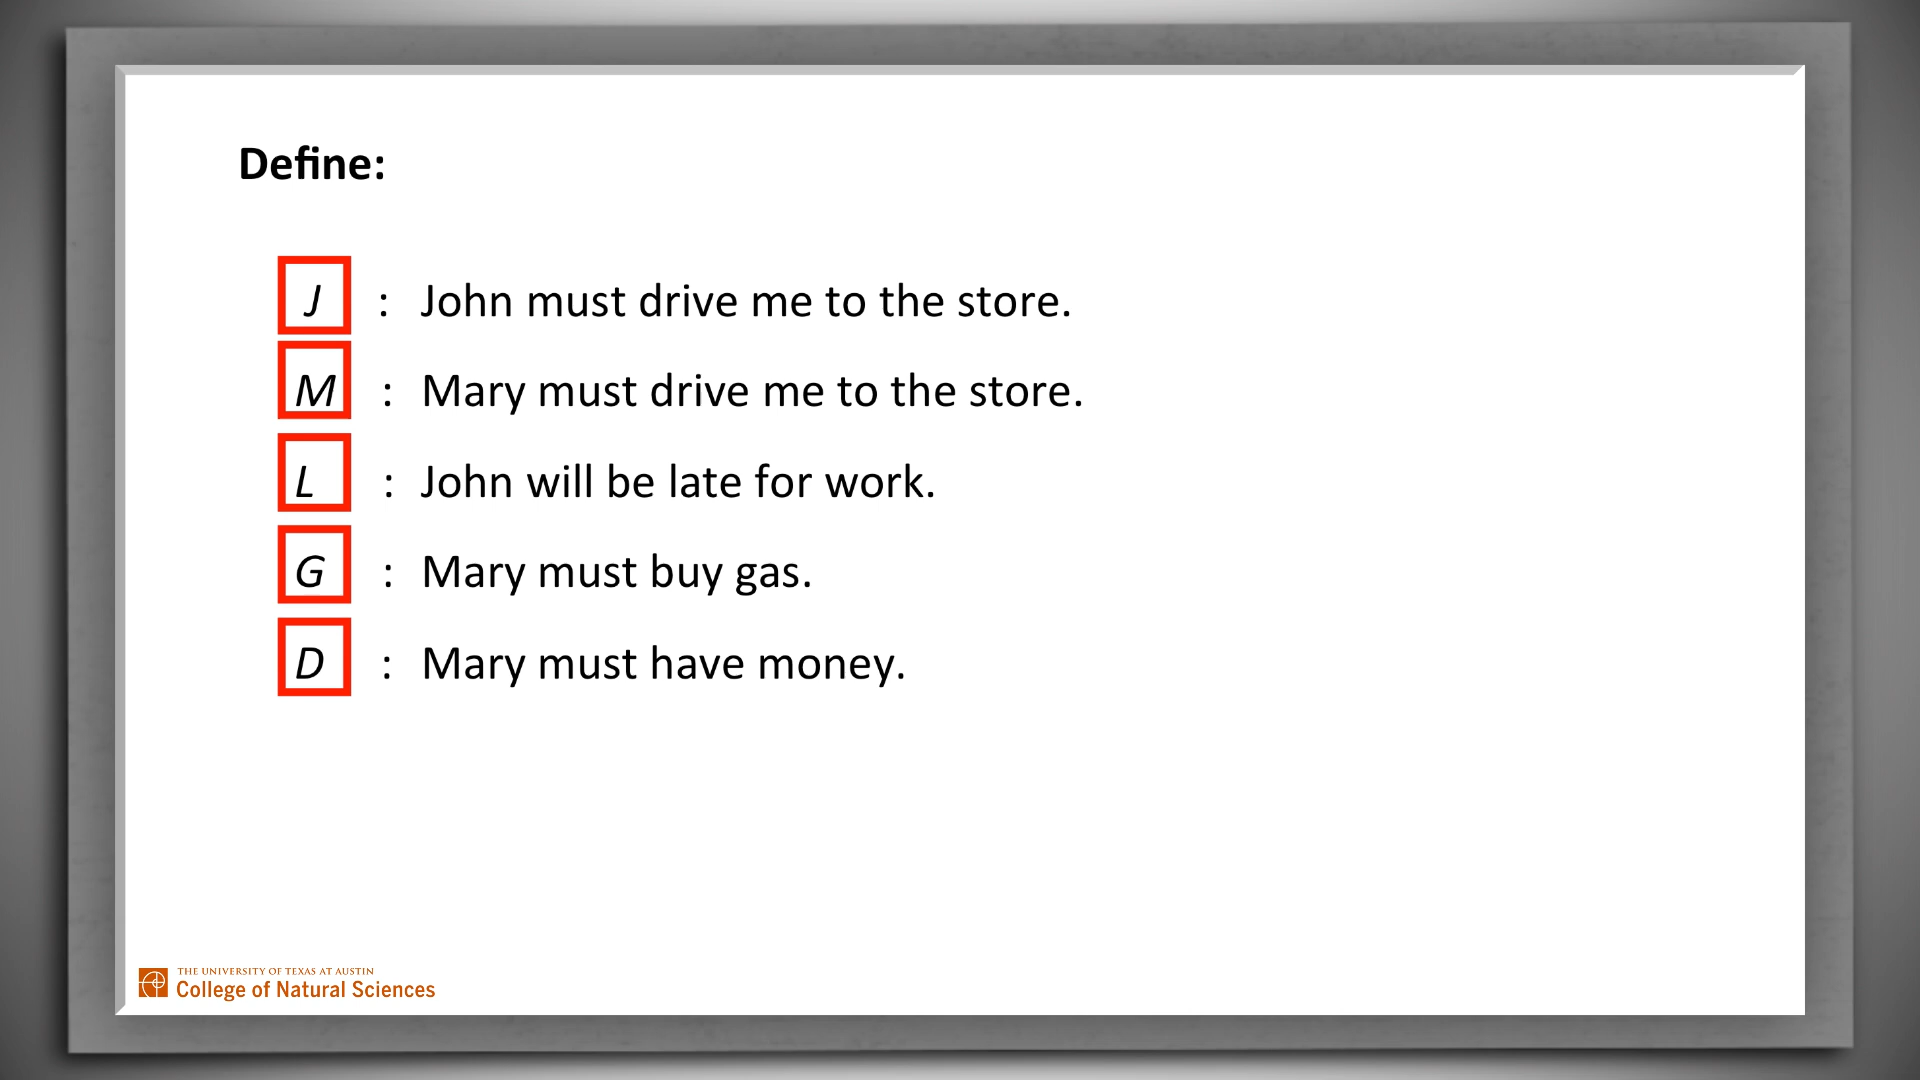 Define:
J : John must drive me to the store.
M : Mary must drive me to the store.
L : John will be late for work.
G : Mary must buy gas.
D : Mary must have money.
THE UNIVERSITY OF TEXAS AT AUSTIN
College of Natural Sciences